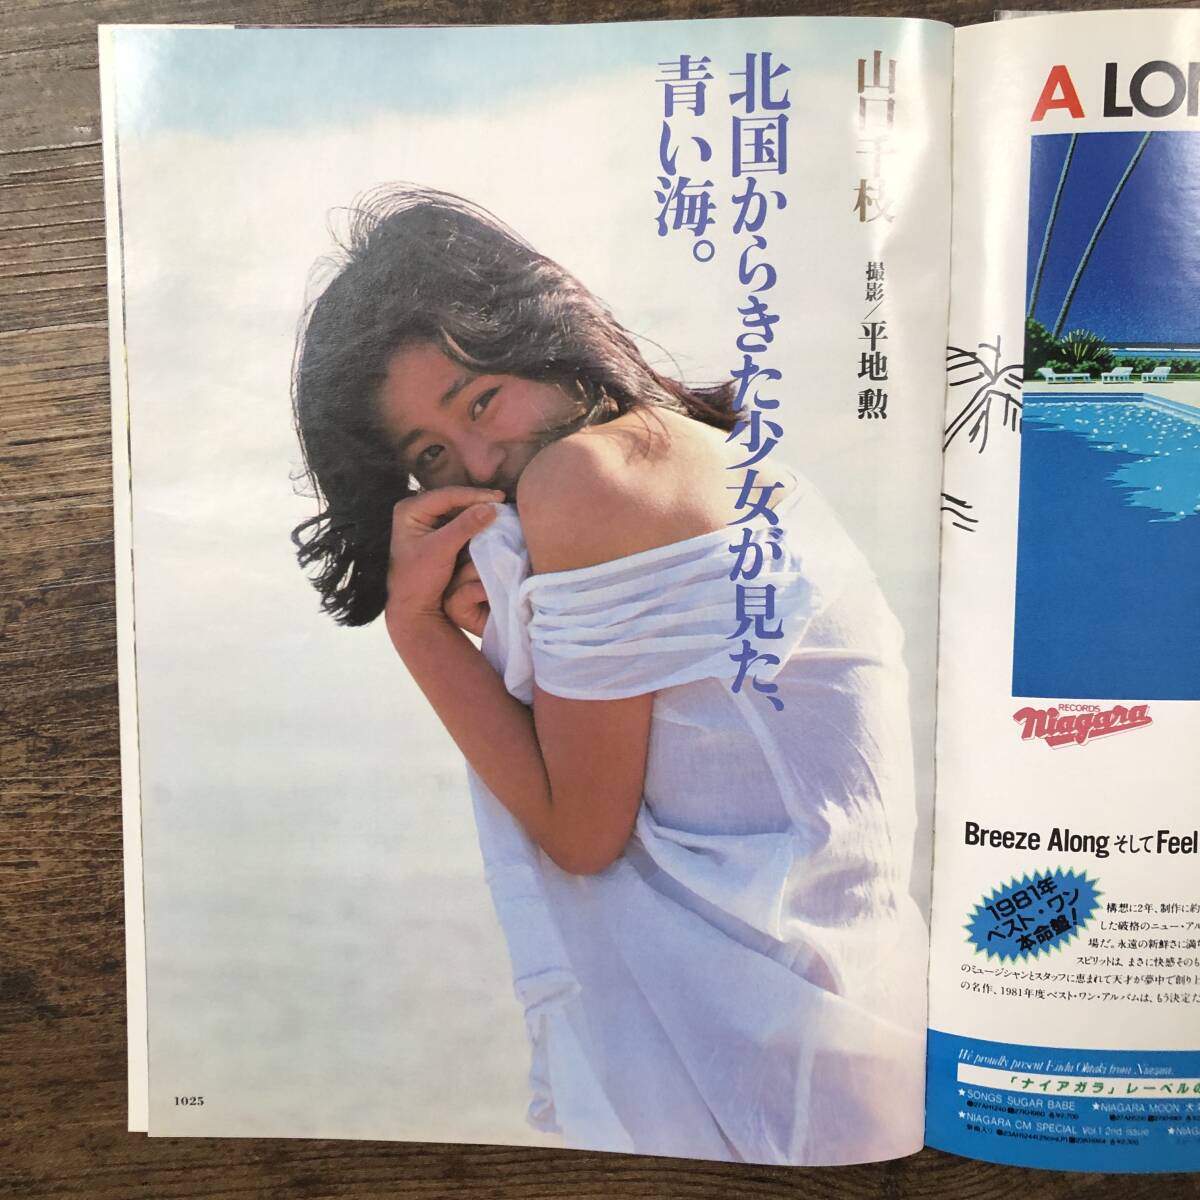 北国からきた少女が見た、
青い海。
山口千枝
撮影／平地勲
1025
A LON
RECORDS
Niagara
Breeze Along そして Feel
1981年
ベスト・ワン
本命盤!
構想に2年、制作に約
した破格のニュー・アル
場だ。永遠の新鮮さに満ち
スピリットは、まさに快感そのも
のミュージシャンとスタッフに恵まれて天才が夢中で創り上
の名作、1981年度ベスト・ワン・アルバムは、もう決定だ
We proudly present Eiichi Ohtaki from Niagara.
「ナイアガラ」レーベルの
★SONGS SUGAR BABE ★NIAGARA MOON 大
★NIAGARA CM SPECIAL Vol.1 2nd issue ★NIAG